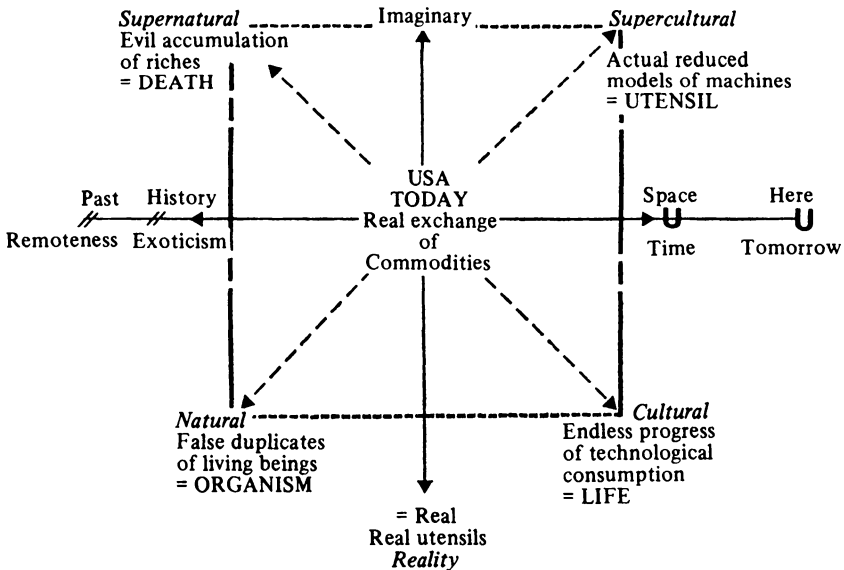 Supernatural
Evil accumulation
of riches
= DEATH
Imaginary
Supercultural
Actual reduced
models of machines
= UTENSIL
USA
TODAY
Real exchange
of
Commodities
Past
History
Remoteness
Exoticism
Space
Here
Time
Tomorrow
Natural
False duplicates
of living beings
= ORGANISM
Cultural
Endless progress
of technological
consumption
= LIFE
= Real
Real utensils
Reality